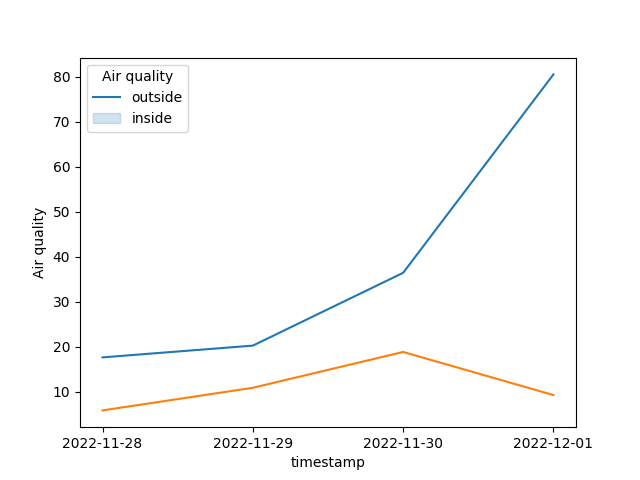 Air quality
outside
inside
80
70
60
50
40
30
20
10
Air quality
2022-11-28
2022-11-29
2022-11-30
2022-12-01
timestamp